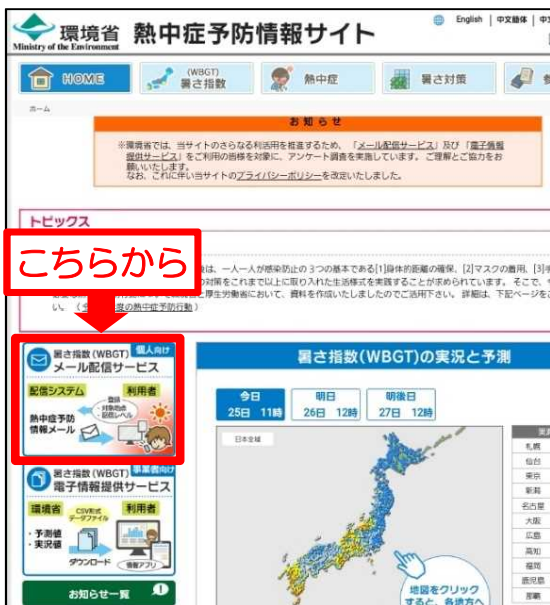 環境省
Ministry of the Environment
熱中症予防情報サイト
English
中文簡体
HOME
(WBGT)
暑さ指数
熱中症
暑さ対策
ホーム
お知らせ
※環境省では、当サイトのさらなる利活用を推進するため、「メール配信サービス」及び「電子情報
提供サービス」をご利用の皆様を対象に、アンケート調査を実施しています。ご理解とご協力をお
願いいたします。
なお、これに伴い当サイトのプライバシーポリシーを改定いたしました。
トピックス
こちらから
は、一人一人が感染防止の3つの基本である[1]身体的距離の確保、[2]マスクの着用、[3]手
の対策をこれまで以上に取り入れた生活様式を実践することが求められています。そこで、
厚生労働省において、資料を作成いたしましたのでご活用下さい。詳細は、下記ページをご
い。
度の熱中症予防行動)
暑さ指数(WBGT)
個人向け
メール配信サービス
配信システム
利用者
登録
・対象地点
・配信レベル
熱中症予防
情報メール
暑さ指数(WBGT)
事業者向け
電子情報提供サービス
環境省
CSV形式
データファイル
利用者
・予測値
・実況値
ダウンロード
情報アプリ
お知らせ一覧
暑さ指数(WBGT)の実況と予測
今日
25日 11時
明日
26日 12時
明後日
27日 12時
日本全域
札幌
仙台
東京
新潟
名古屋
大阪
広島
高知
福岡
鹿児島
那覇
地図をクリック
すると、各地方へ